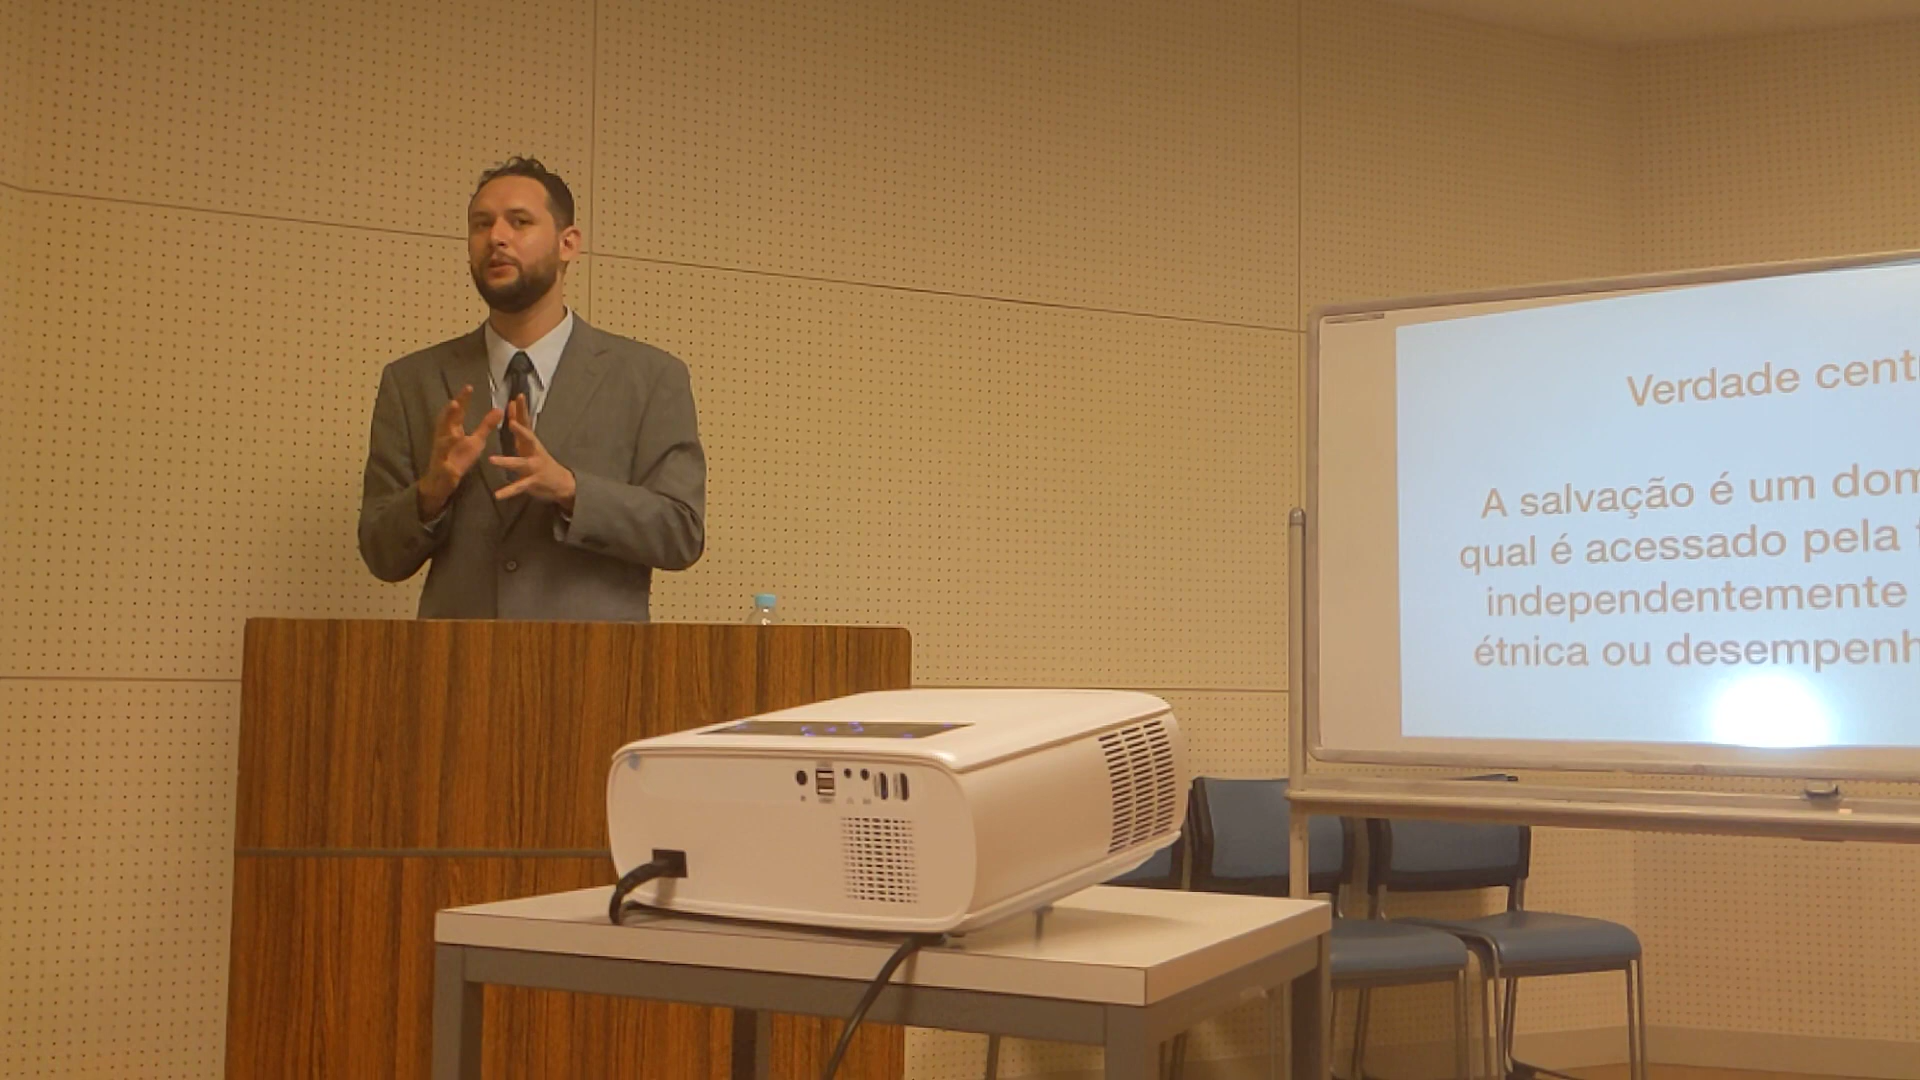 Verdade cent
A salvação é um dom
qual é acessado pela
independentemente
étnica ou desempenh